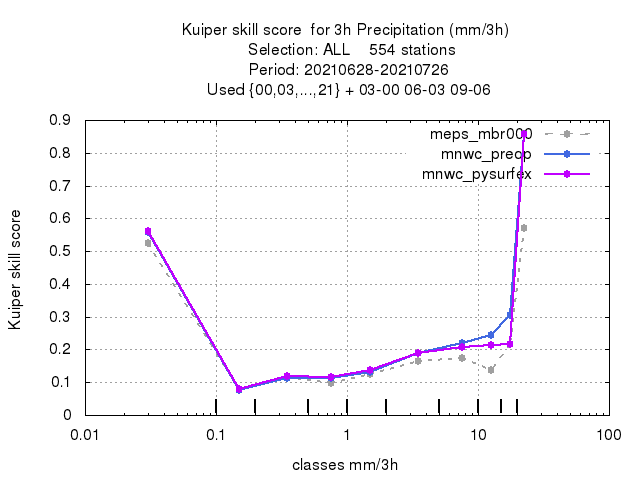 Kuiper skill score for 3h Precipitation (mm/3h)
Selection: ALL 554 stations
Period: 20210628-20210726
Used {00,03,...,21} + 03-00 06-03 09-06
meps_mbr000
mnwc_preop
mnwc_pysurfex
0.9
0.8
0.7
0.6
0.5
0.4
0.3
0.2
0.1
0
Kuiper skill score
0.01 0.1 1 10 100
classes mm/3h